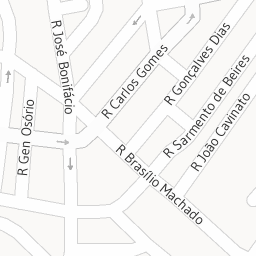 R José Bonifácio
R Carlos Gomes
R Gonçalves Dias
R Gen Osório
R Sarmento de Beires
R João Cavinato
R Brasílio Machado